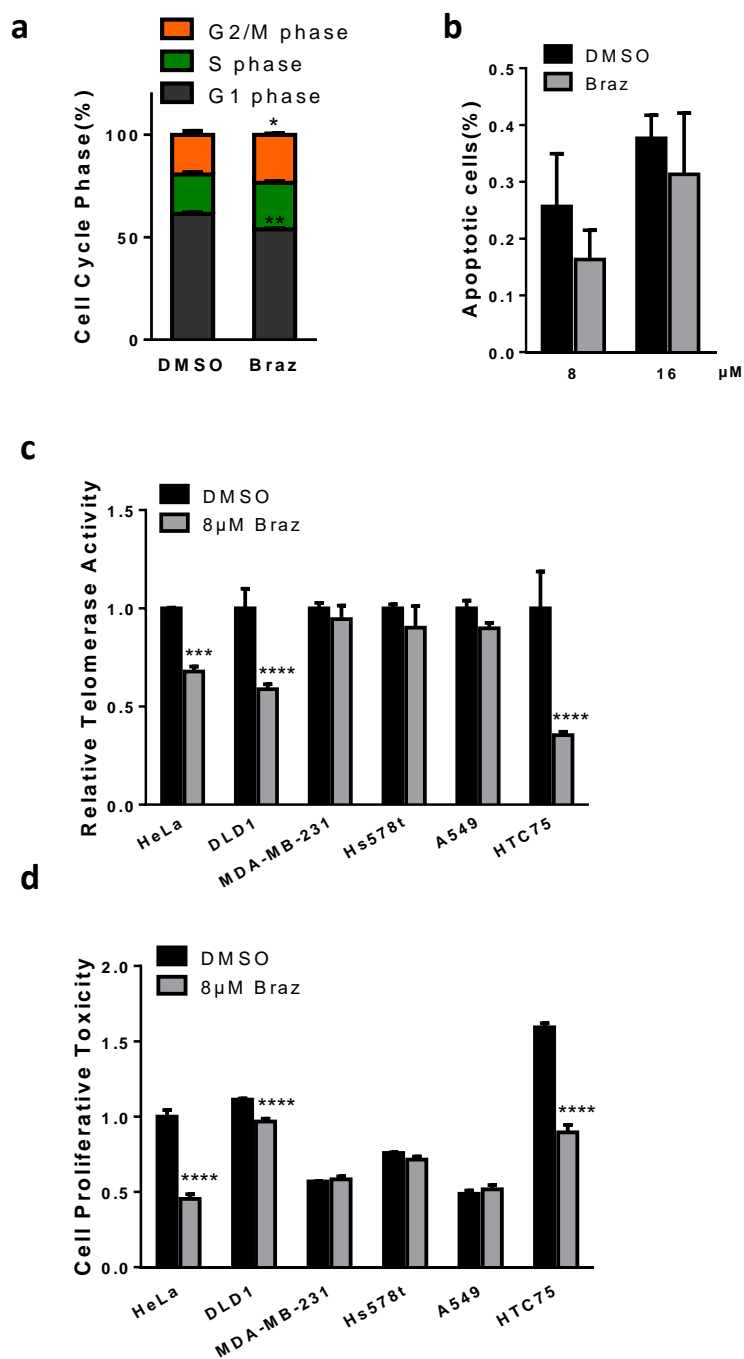 a
G2/M phase
S phase
G1 phase
Cell Cycle Phase(%)
100
50
0
*
**
DMSO
Braz
b
DMSO
Braz
Apoptotic cells(%)
0.5
0.4
0.3
0.2
0.1
0.0
8
16
µM
c
DMSO
8µM Braz
Relative Telomerase Activity
1.5
1.0
0.5
0.0
***
****
****
HeLa
DLD1
MDA-MB-231
Hs578t
A549
HTC75
d
DMSO
8µM Braz
Cell Proliferative Toxicity
2.0
1.5
1.0
0.5
0.0
****
****
****
HeLa
DLD1
MDA-MB-231
Hs578t
A549
HTC75